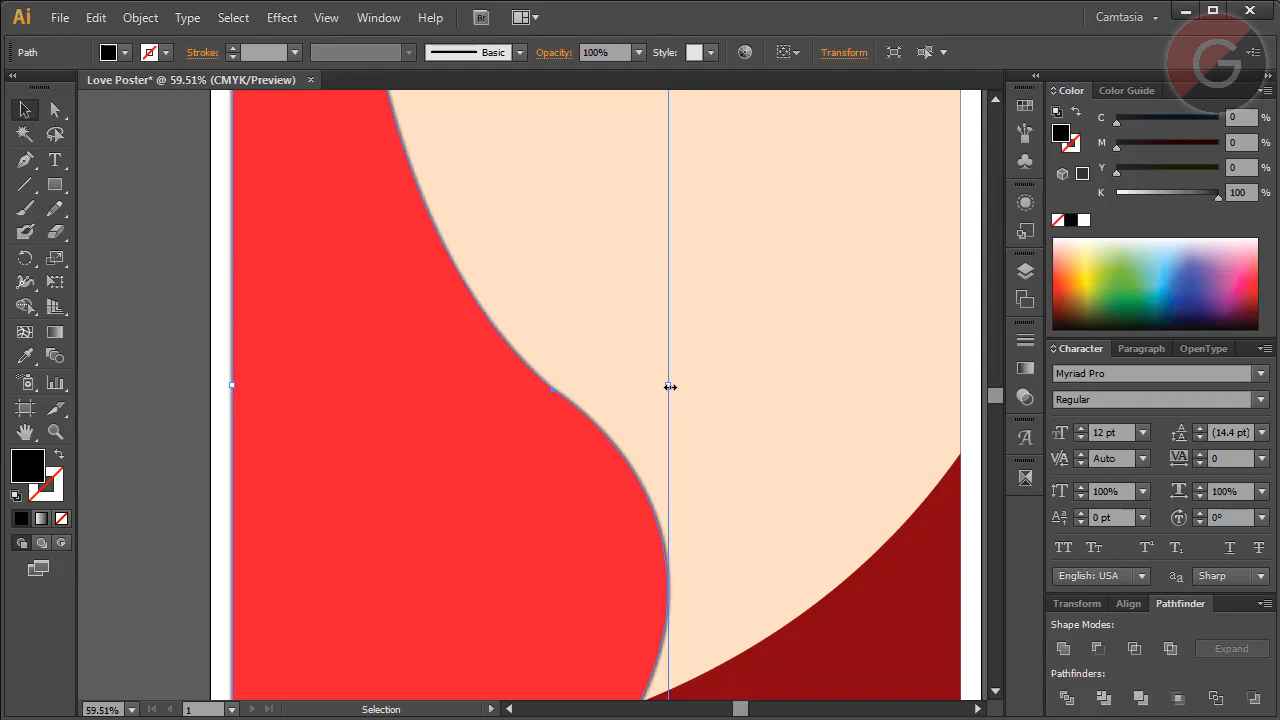 Ai File Edit Object Type Select Effect View Window Help Br Camtasia
Path Stroke: Basic Opacity: 100% Style: Transform
Love Poster* @ 59.51% (CMYK/Preview) ×
Color Color Guide
C 0 %
M 0 %
Y 0 %
K 100 %
Character Paragraph OpenType
Myriad Pro
Regular
12 pt (14.4 pt)
Auto 0
100% 100%
0 pt 0°
English: USA Sharp
Transform Align Pathfinder
Shape Modes:
Expand
Pathfinders:
59.51% 1 Selection